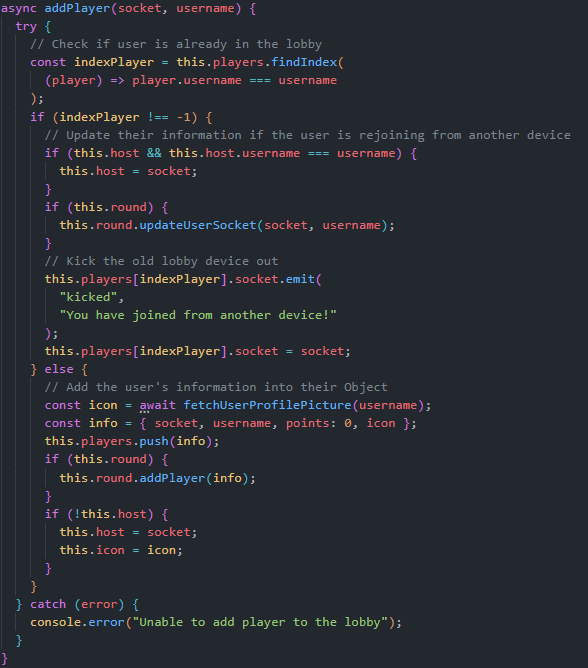 async addPlayer(socket, username) {
  try {
    // Check if user is already in the lobby
    const indexPlayer = this.players.findIndex(
      (player) => player.username === username
    );
    if (indexPlayer !== -1) {
      // Update their information if the user is rejoining from another device
      if (this.host && this.host.username === username) {
        this.host = socket;
      }
      if (this.round) {
        this.round.updateUserSocket(socket, username);
      }
      // Kick the old lobby device out
      this.players[indexPlayer].socket.emit(
        "kicked",
        "You have joined from another device!"
      );
      this.players[indexPlayer].socket = socket;
    } else {
      // Add the user's information into their Object
      const icon = await fetchUserProfilePicture(username);
      const info = { socket, username, points: 0, icon };
      this.players.push(info);
      if (this.round) {
        this.round.addPlayer(info);
      }
      if (!this.host) {
        this.host = socket;
        this.icon = icon;
      }
    }
  } catch (error) {
    console.error("Unable to add player to the lobby");
  }
}